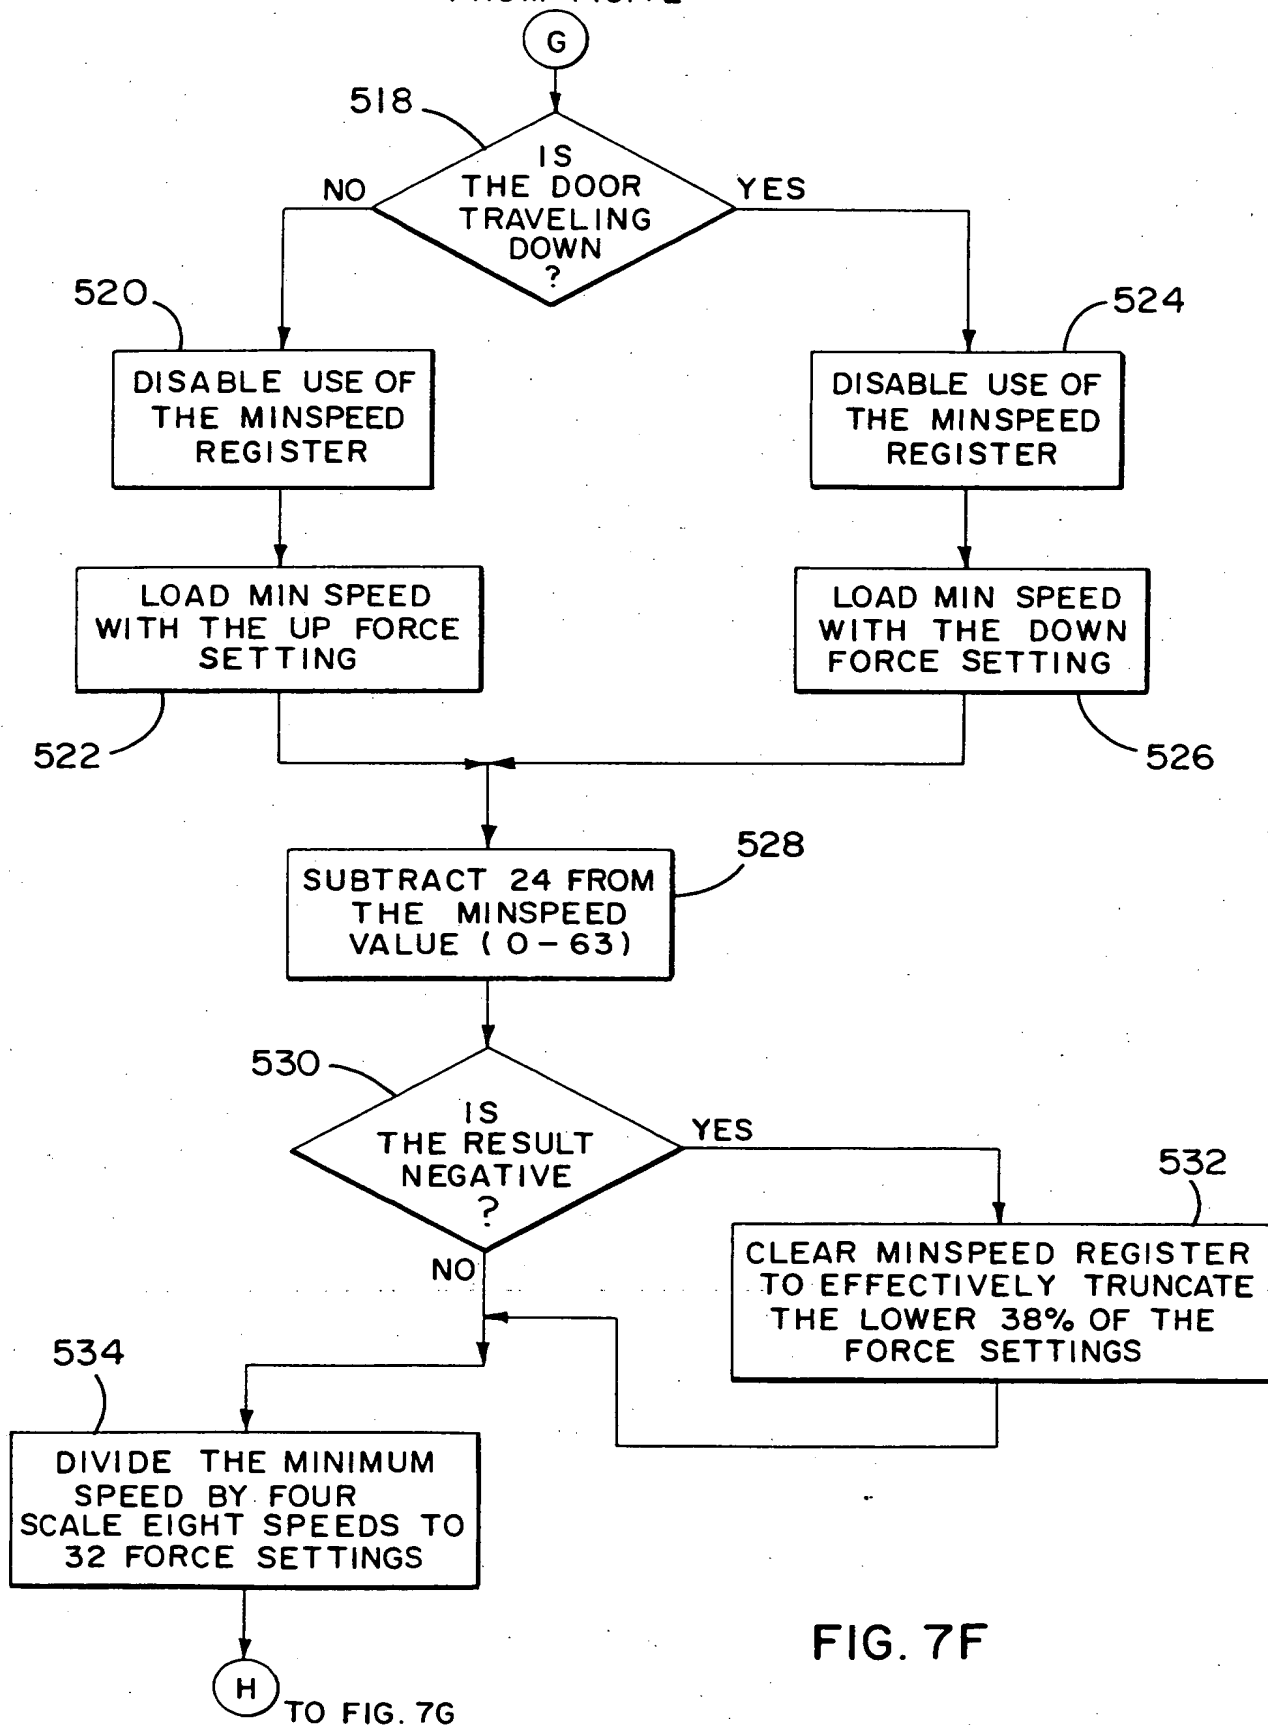 G
518
IS
THE DOOR
TRAVELING
DOWN
?
NO
YES
520
524
DISABLE USE OF
THE MINSPEED
REGISTER
DISABLE USE OF
THE MINSPEED
REGISTER
LOAD MIN SPEED
WITH THE UP FORCE
SETTING
LOAD MIN SPEED
WITH THE DOWN
FORCE SETTING
522
526
528
SUBTRACT 24 FROM
THE MINSPEED
VALUE (0-63)
530
IS
THE RESULT
NEGATIVE
?
YES
NO
532
CLEAR MINSPEED REGISTER
TO EFFECTIVELY TRUNCATE
THE LOWER 38% OF THE
FORCE SETTINGS
534
DIVIDE THE MINIMUM
SPEED BY FOUR
SCALE EIGHT SPEEDS TO
32 FORCE SETTINGS
H
TO FIG. 7G
FIG. 7F